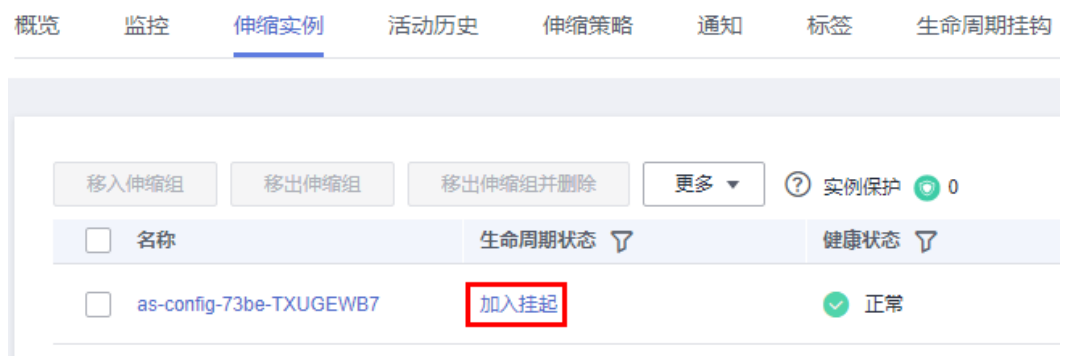 概览 监控 伸缩实例 活动历史 伸缩策略 通知 标签 生命周期挂钩
移入伸缩组 移出伸缩组 移出伸缩组并删除 更多 ? 实例保护 0
名称 生命周期状态 健康状态
as-config-73be-TXUGEWB7 加入挂起 正常